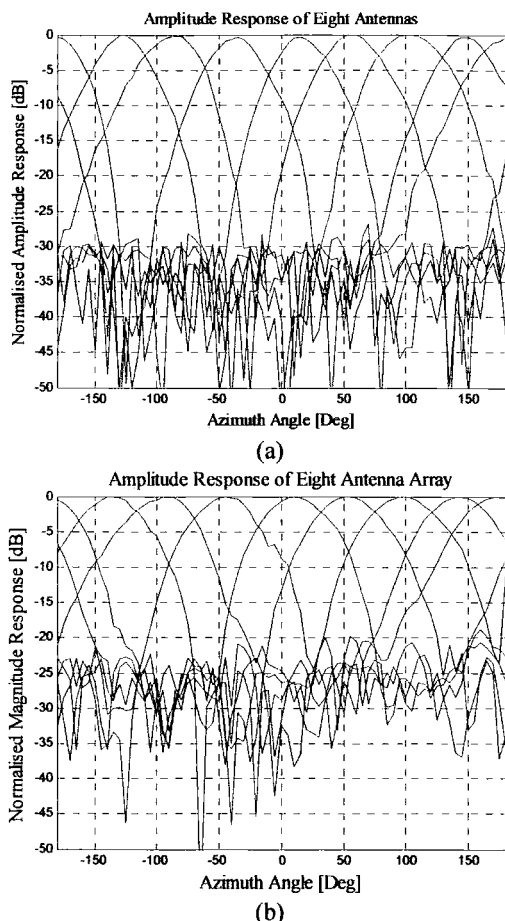 Amplitude Response of Eight Antennas
Normalised Amplitude Response [dB]
0
-5
-10
-15
-20
-25
-30
-35
-40
-45
-50
-150 -100 -50 0 50 100 150
Azimuth Angle [Deg]
(a)
Amplitude Response of Eight Antenna Array
Normalised Magnitude Response [dB]
0
-5
-10
-15
-20
-25
-30
-35
-40
-45
-50
-150 -100 -50 0 50 100 150
Azimuth Angle [Deg]
(b)